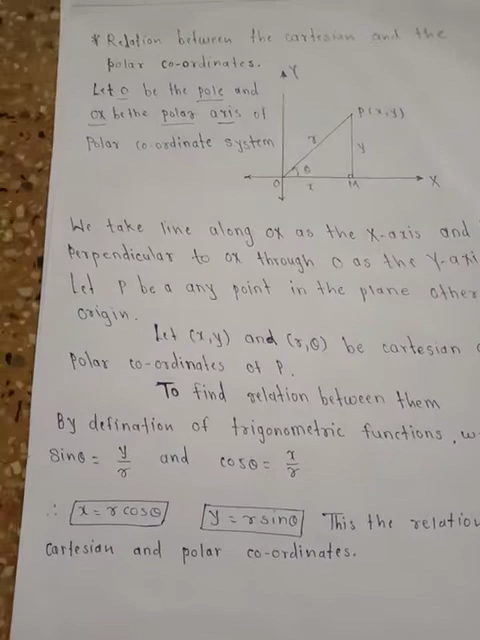 * Relation between the cartesian and the
polar co-ordinates.
Let O be the pole and
OX be the polar axis of
Polar co-ordinate system
Y
P(x,y)
r
y
θ
O
x
M
X
We take line along OX as the X-axis and
Perpendicular to OX through O as the Y-axi
Let P be a any point in the plane other
origin.
Let (x,y) and (r,θ) be cartesian
Polar co-ordinates of P.
To find relation between them
By defination of trigonometric functions, w
sinθ = y/r and cosθ = x/r
∴ x = r cosθ y = r sinθ This the relatio
Cartesian and polar co-ordinates.